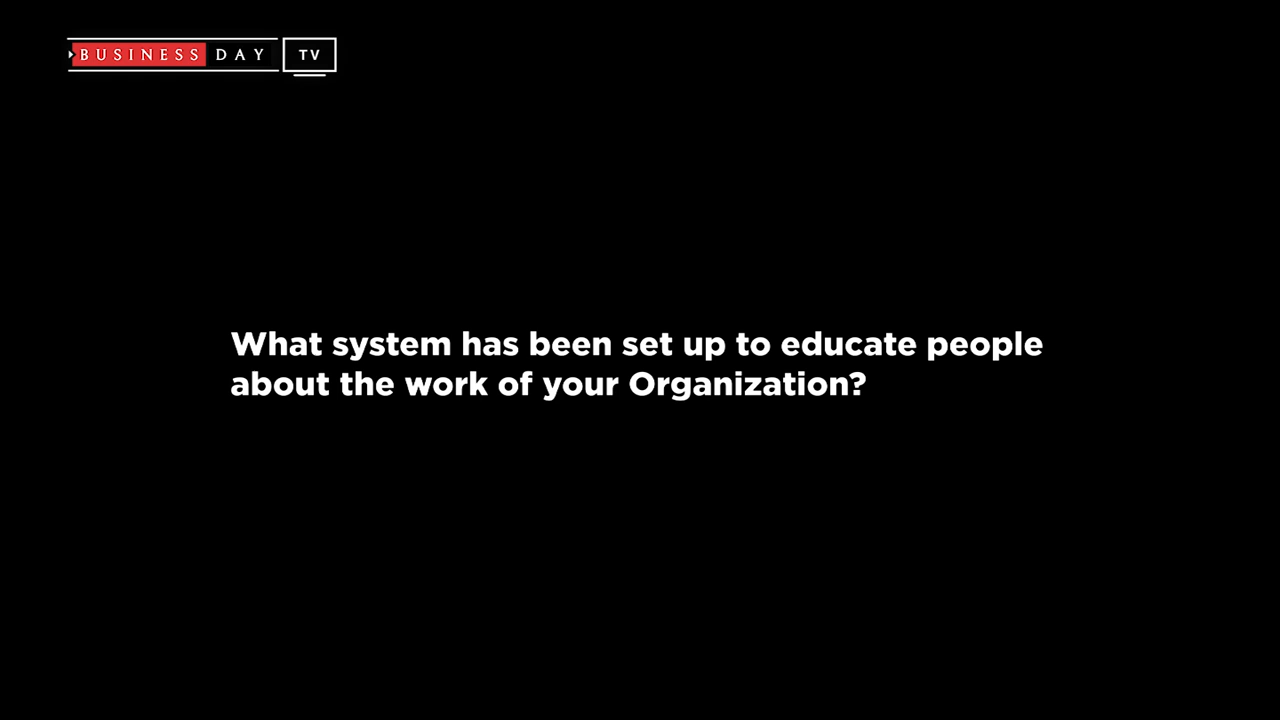 BUSINESS DAY TV
What system has been set up to educate people
about the work of your Organization?